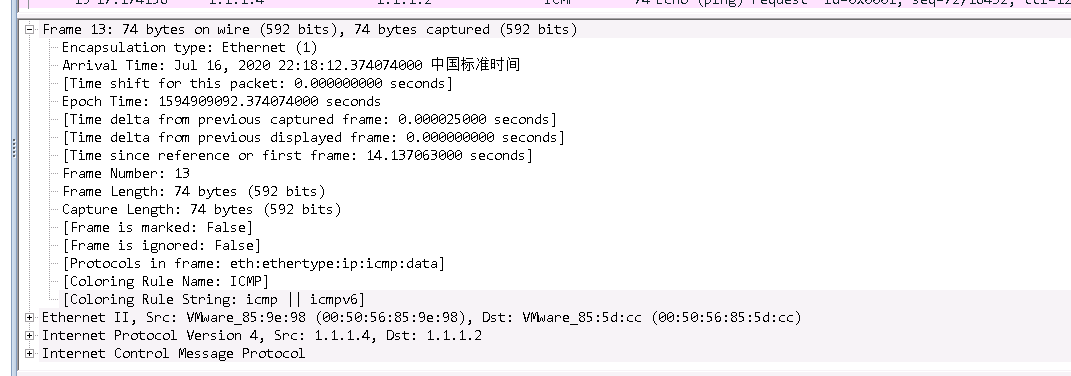 Frame 13: 74 bytes on wire (592 bits), 74 bytes captured (592 bits)
Encapsulation type: Ethernet (1)
Arrival Time: Jul 16, 2020 22:18:12.374074000 中国标准时间
[Time shift for this packet: 0.000000000 seconds]
Epoch Time: 1594909092.374074000 seconds
[Time delta from previous captured frame: 0.000025000 seconds]
[Time delta from previous displayed frame: 0.000000000 seconds]
[Time since reference or first frame: 14.137063000 seconds]
Frame Number: 13
Frame Length: 74 bytes (592 bits)
Capture Length: 74 bytes (592 bits)
[Frame is marked: False]
[Frame is ignored: False]
[Protocols in frame: eth:ethertype:ip:icmp:data]
[Coloring Rule Name: ICMP]
[Coloring Rule String: icmp || icmpv6]
Ethernet II, Src: VMware_85:9e:98 (00:50:56:85:9e:98), Dst: VMware_85:5d:cc (00:50:56:85:5d:cc)
Internet Protocol Version 4, Src: 1.1.1.4, Dst: 1.1.1.2
Internet Control Message Protocol